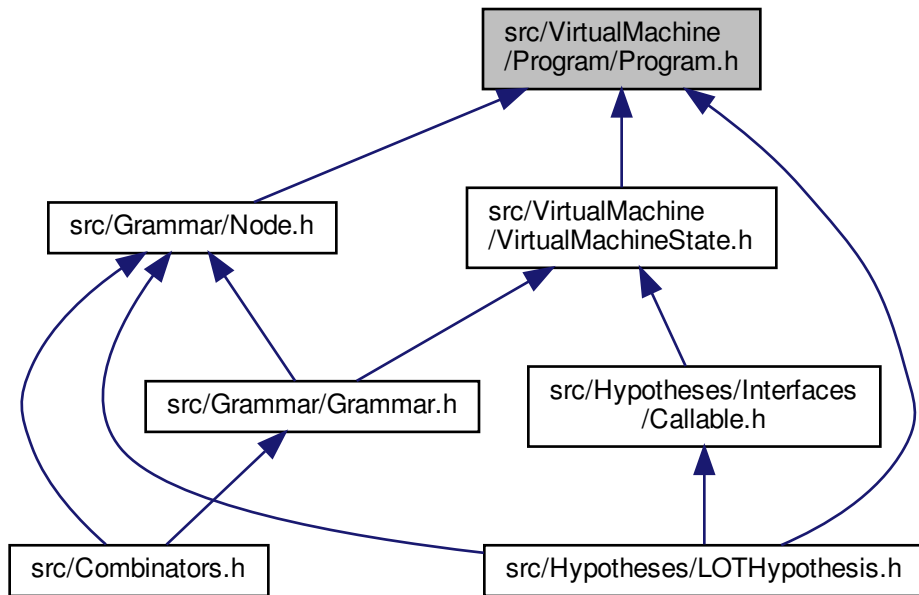 src/VirtualMachine
/Program/Program.h
src/Grammar/Node.h
src/VirtualMachine
/VirtualMachineState.h
src/Grammar/Grammar.h
src/Hypotheses/Interfaces
/Callable.h
src/Combinators.h
src/Hypotheses/LOTHypothesis.h